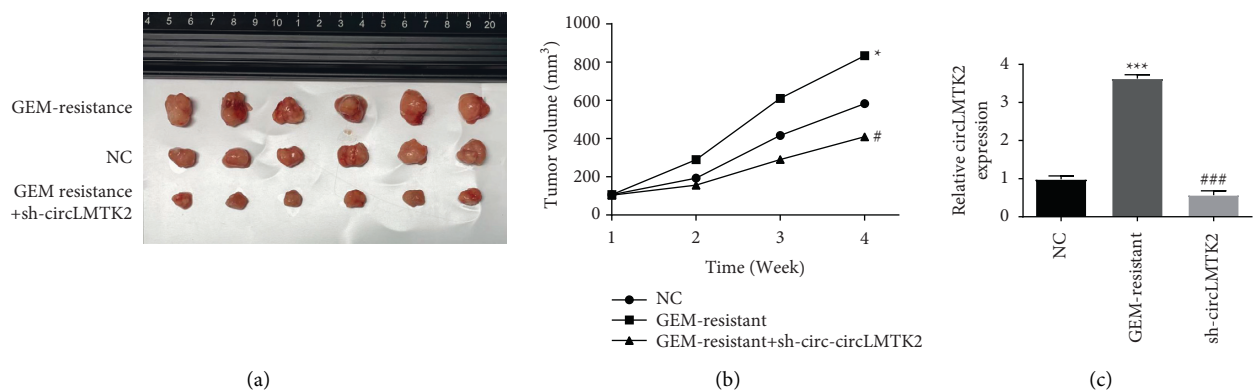 4 5 6 7 8 9 10 1 2 3 4 5 6 7 8 9 20
GEM-resistance
NC
GEM resistance
+sh-circLMTK2
(a)
Tumor volume (mm³)
1000
800
600
400
200
0
*
#
1 2 3 4
Time (Week)
NC
GEM-resistant
GEM-resistant+sh-circ-circLMTK2
(b)
Relative circLMTK2
expression
4
3
2
1
0
***
###
NC
GEM-resistant
sh-circLMTK2
(c)